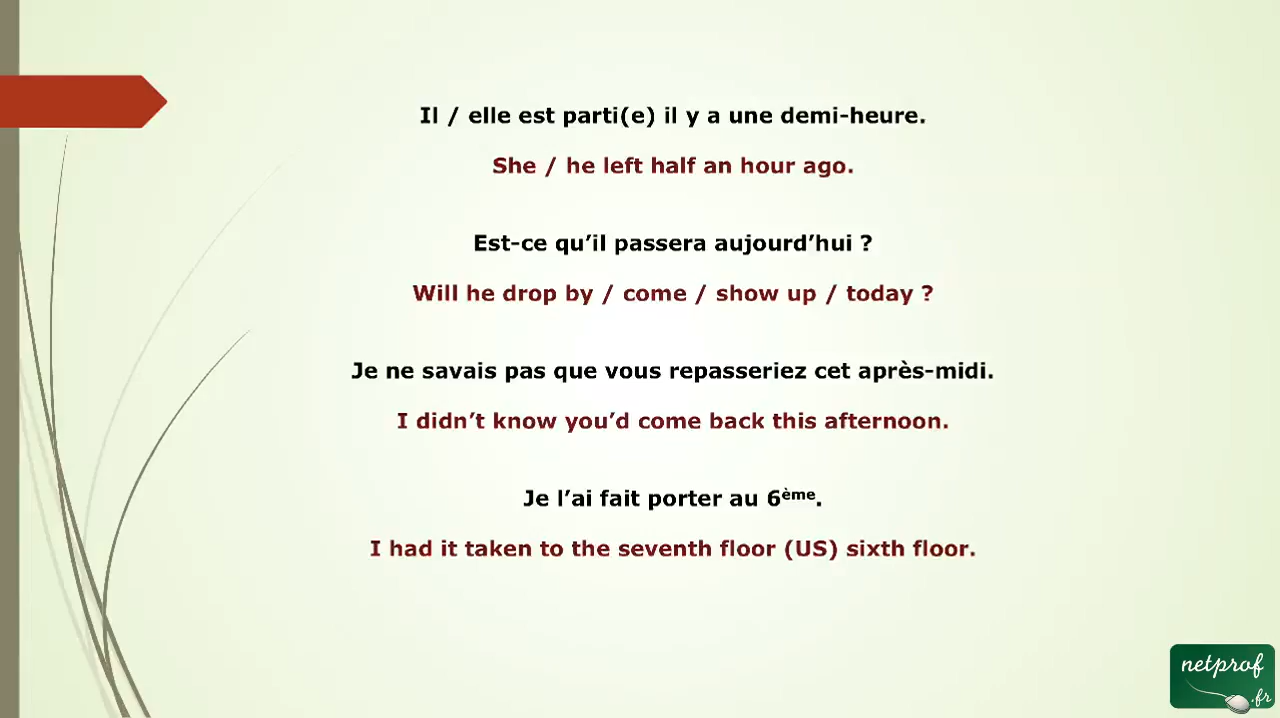 Il / elle est parti(e) il y a une demi-heure.
She / he left half an hour ago.
Est-ce qu’il passera aujourd’hui ?
Will he drop by / come / show up / today ?
Je ne savais pas que vous repasseriez cet après-midi.
I didn’t know you’d come back this afternoon.
Je l’ai fait porter au 6ème.
I had it taken to the seventh floor (US) sixth floor.
netprof
.fr